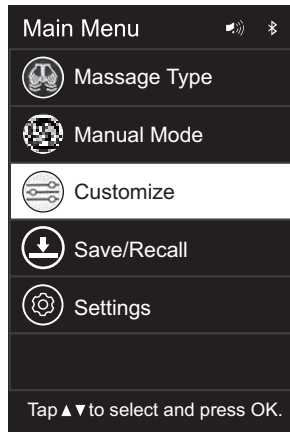 Main Menu
Massage Type
Manual Mode
Customize
Save/Recall
Settings
Tap▲▼to select and press OK.